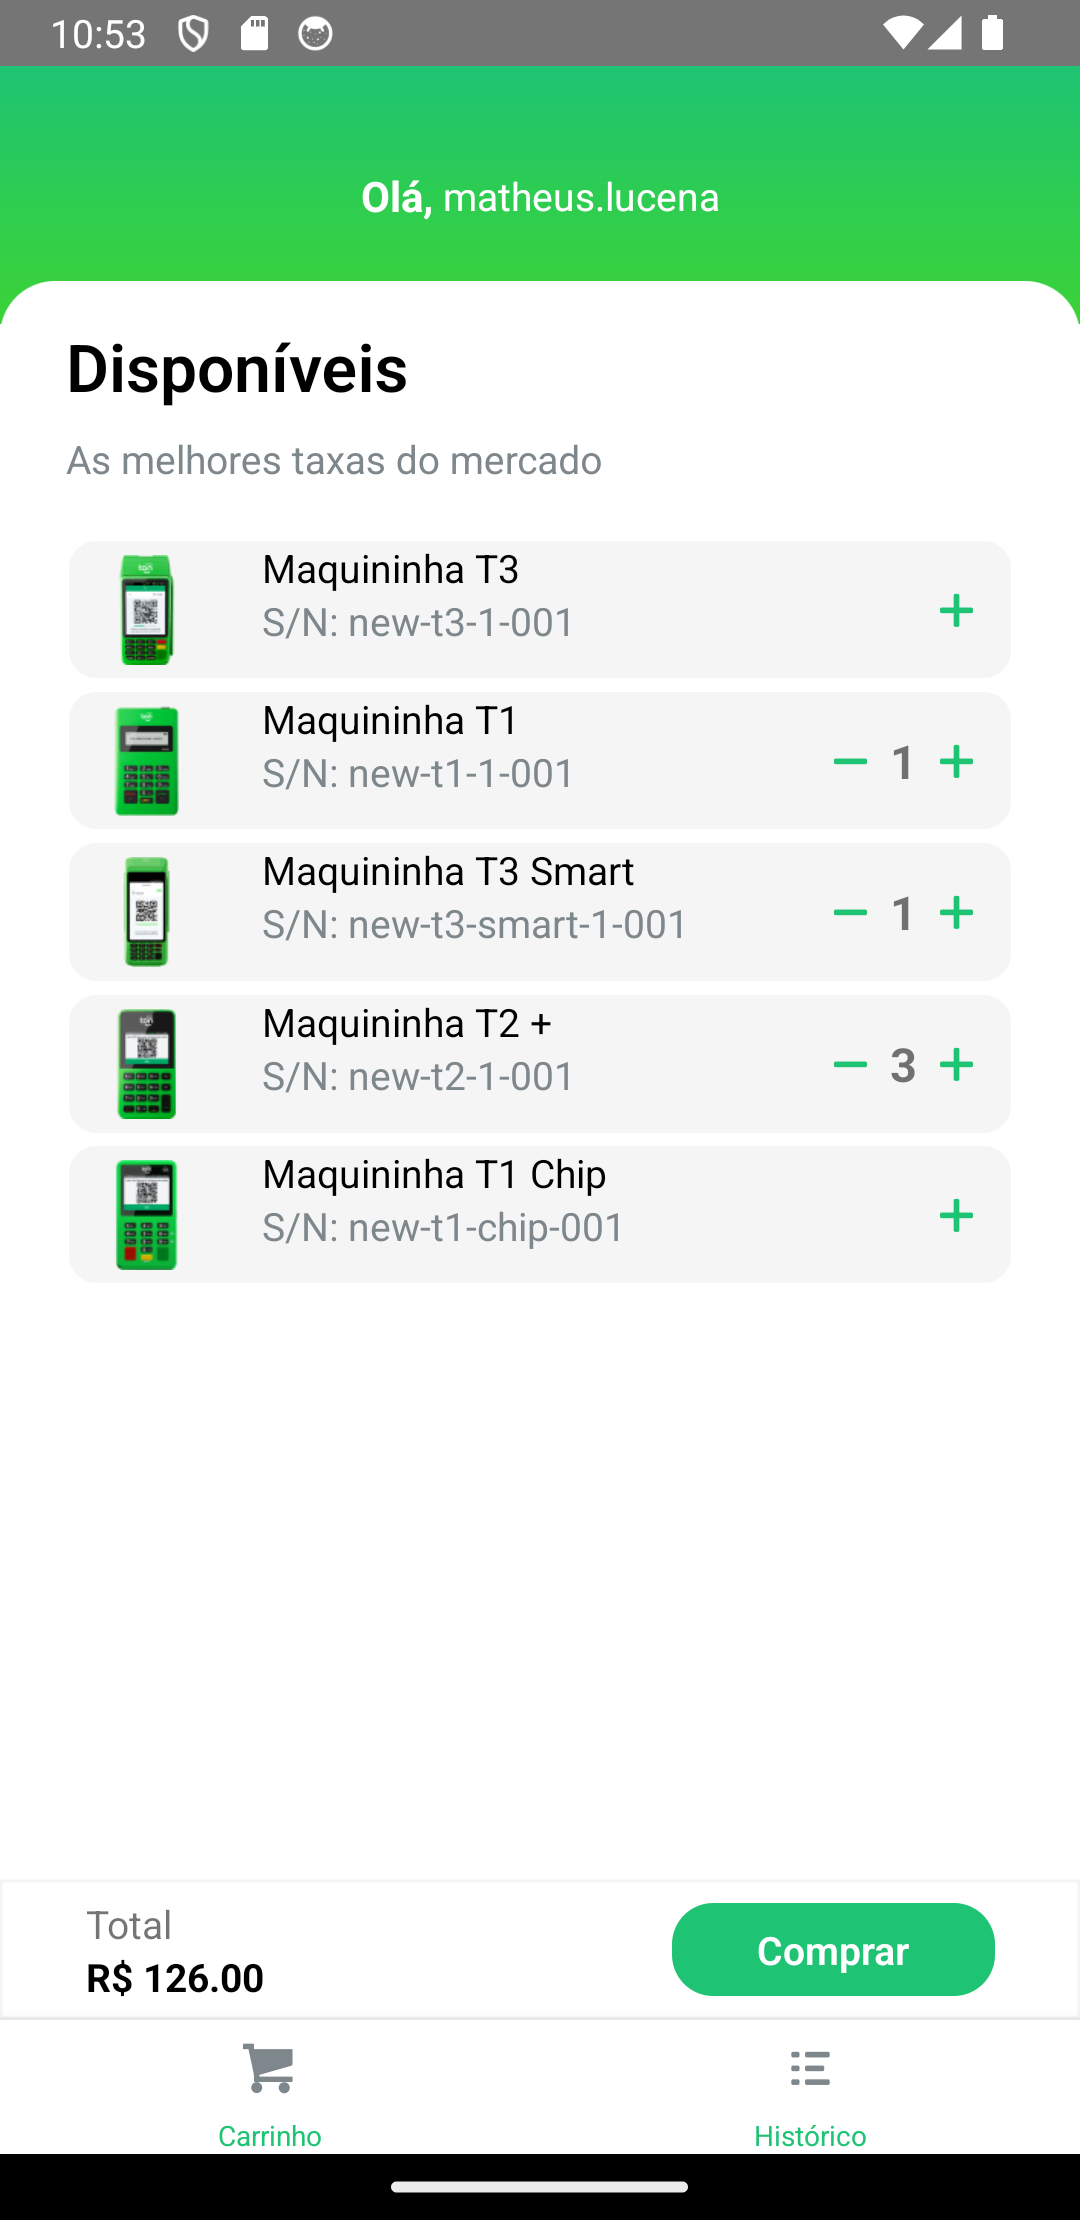 10:53
Olá, matheus.lucena
Disponíveis
As melhores taxas do mercado
Maquininha T3
S/N: new-t3-1-001
Maquininha T1
S/N: new-t1-1-001
1
Maquininha T3 Smart
S/N: new-t3-smart-1-001
1
Maquininha T2 +
S/N: new-t2-1-001
3
Maquininha T1 Chip
S/N: new-t1-chip-001
Total
R$ 126.00
Comprar
Carrinho
Histórico